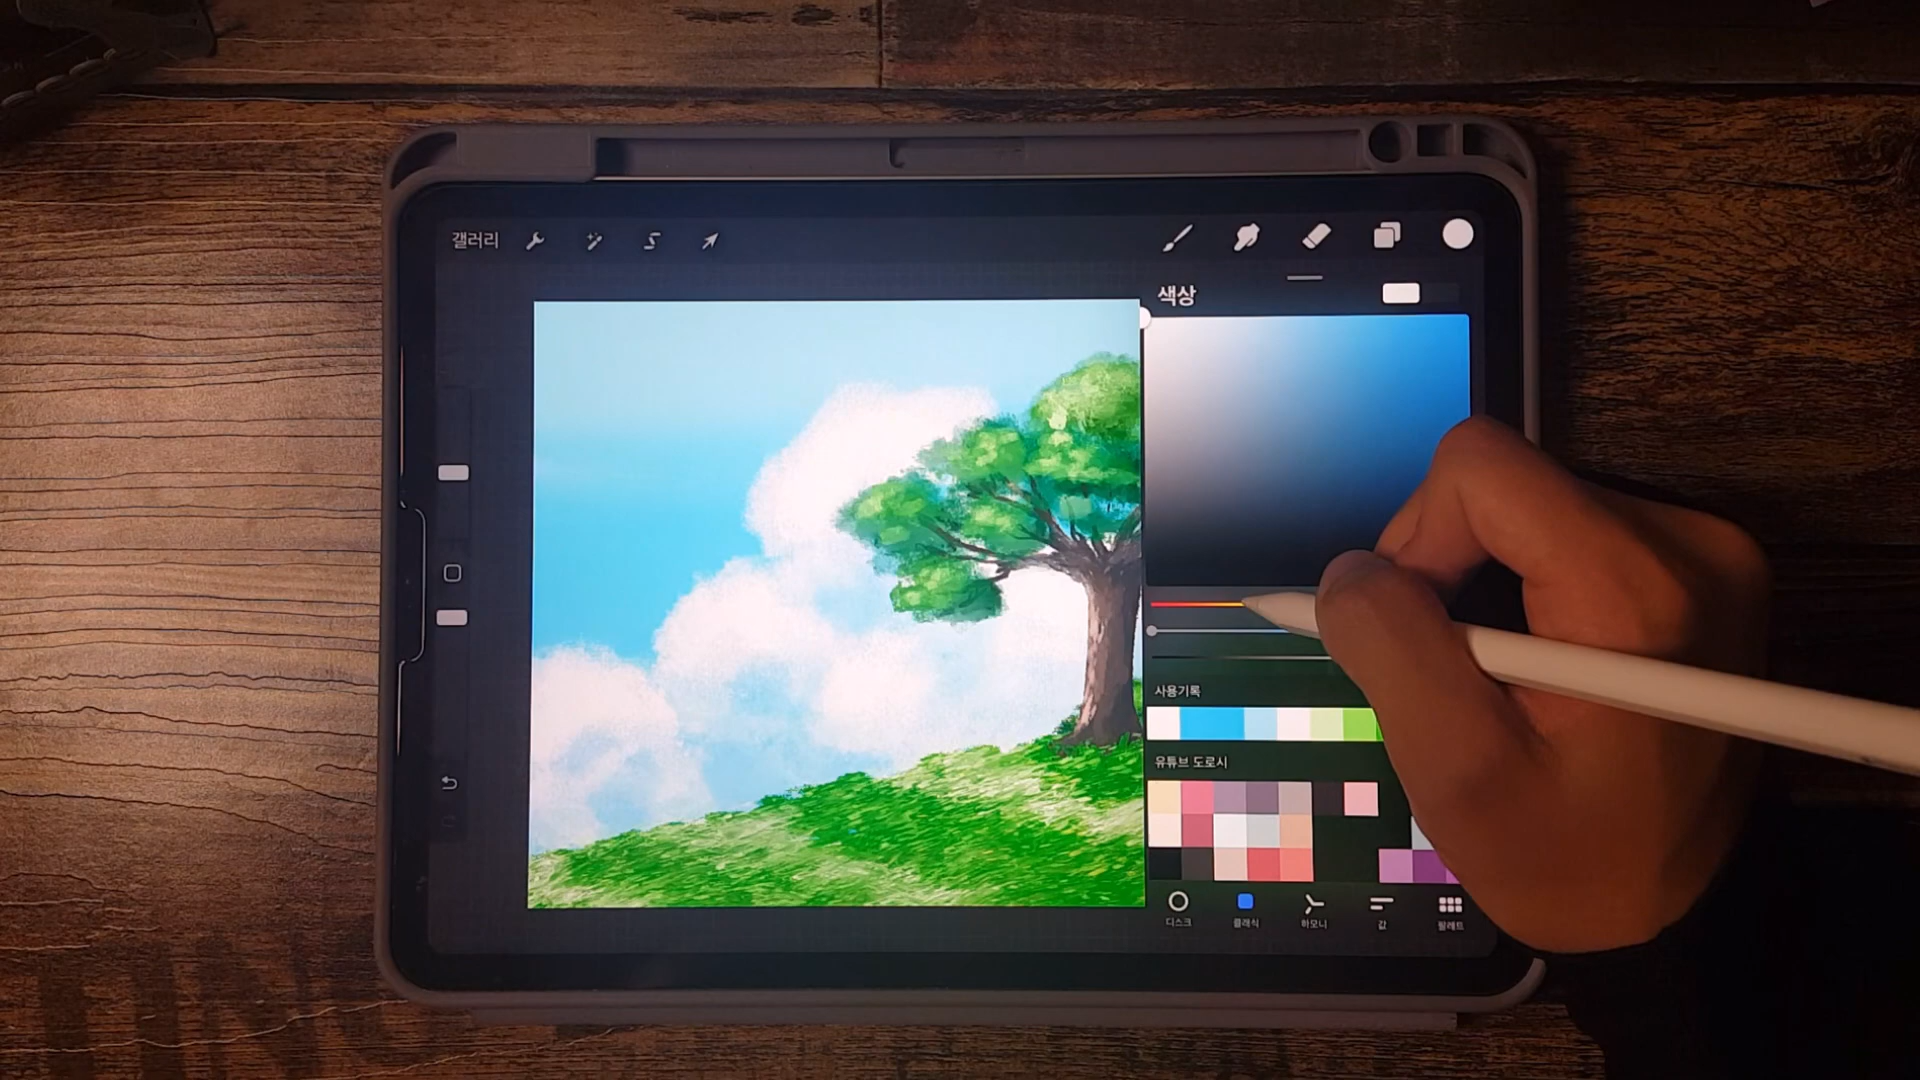 갤러리
색상
사용기록
유튜브 도로시
디스크
클래식
하모니
값
팔레트